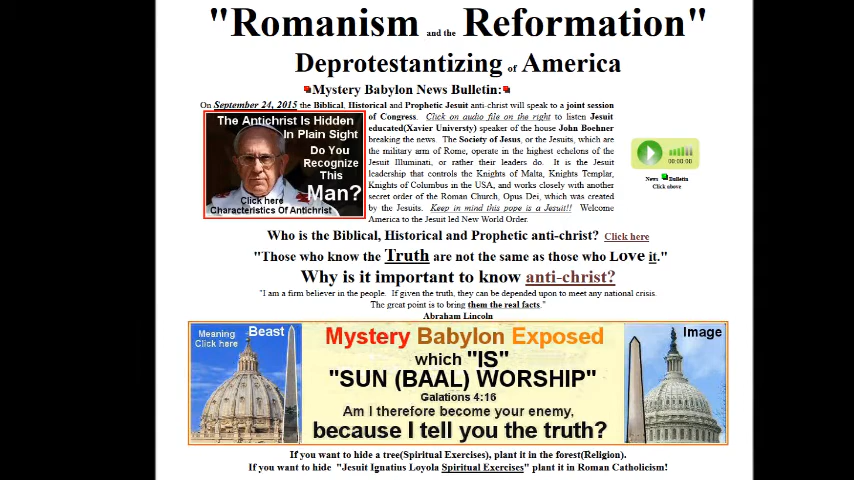 "Romanism and the Reformation"
Deprotestantizing of America
Mystery Babylon News Bulletin:
On September 24, 2015 the Biblical, Historical and Prophetic Jesuit anti-christ will speak to a joint session
of Congress. Click on audio file on the right to listen Jesuit
educated(Xavier Universty) speaker of the house John Boehner
breaking the news. The Society of Jesus, or the Jesuits, which are
the military arm of Rome, operate in the highest echelons of the
Jesuit Illuminati, or rather their leaders do. It is the Jesuit
leadership that controls the Knights of Malta, Knights Templar,
Knights of Columbus in the USA, and works closely with another
secret order of the Roman Church, Opus Dei, which was created
by the Jesuits. Keep in mind this pope is a Jesuit!! Welcome
America to the Jesuit led New World Order.
The Antichrist Is Hidden
In Plain Sight
Do You
Recognize
This
Man?
Click here
Characteristics Of Antichrist
00:00:00
News Bulletin
Click above
Who is the Biblical, Historical and Prophetic anti-christ? Click here
"Those who know the Truth are not the same as those who Love it."
Why is it important to know anti-christ?
"I am a firm believer in the people. If given the truth, they can be depended upon to meet any national crisis.
The great point is to bring them the real facts."
Abraham Lincoln
Meaning
Click here
Beast
Mystery Babylon Exposed
which "IS"
"SUN (BAAL) WORSHIP"
Galations 4:16
Am I therefore become your enemy,
because I tell you the truth?
Image
If you want to hide a tree(Spiritual Exercises), plant it in the forest(Religion).
If you want to hide "Jesuit Ignatius Loyola Spiritual Exercises" plant it in Roman Catholicism!